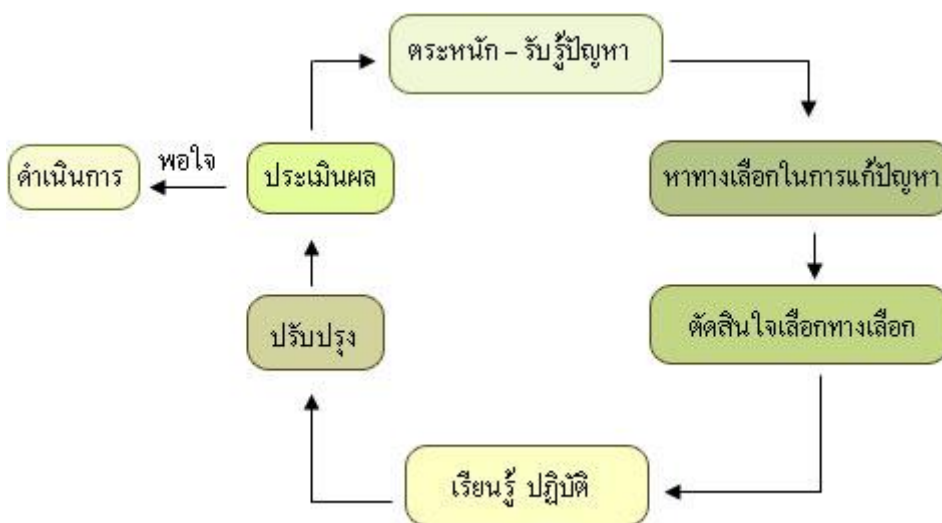 ตระหนัก – รับรู้ปัญหา
หาทางเลือกในการแก้ปัญหา
ตัดสินใจเลือกทางเลือก
เรียนรู้ ปฏิบัติ
ปรับปรุง
ประเมินผล
พอใจ
ดำเนินการ